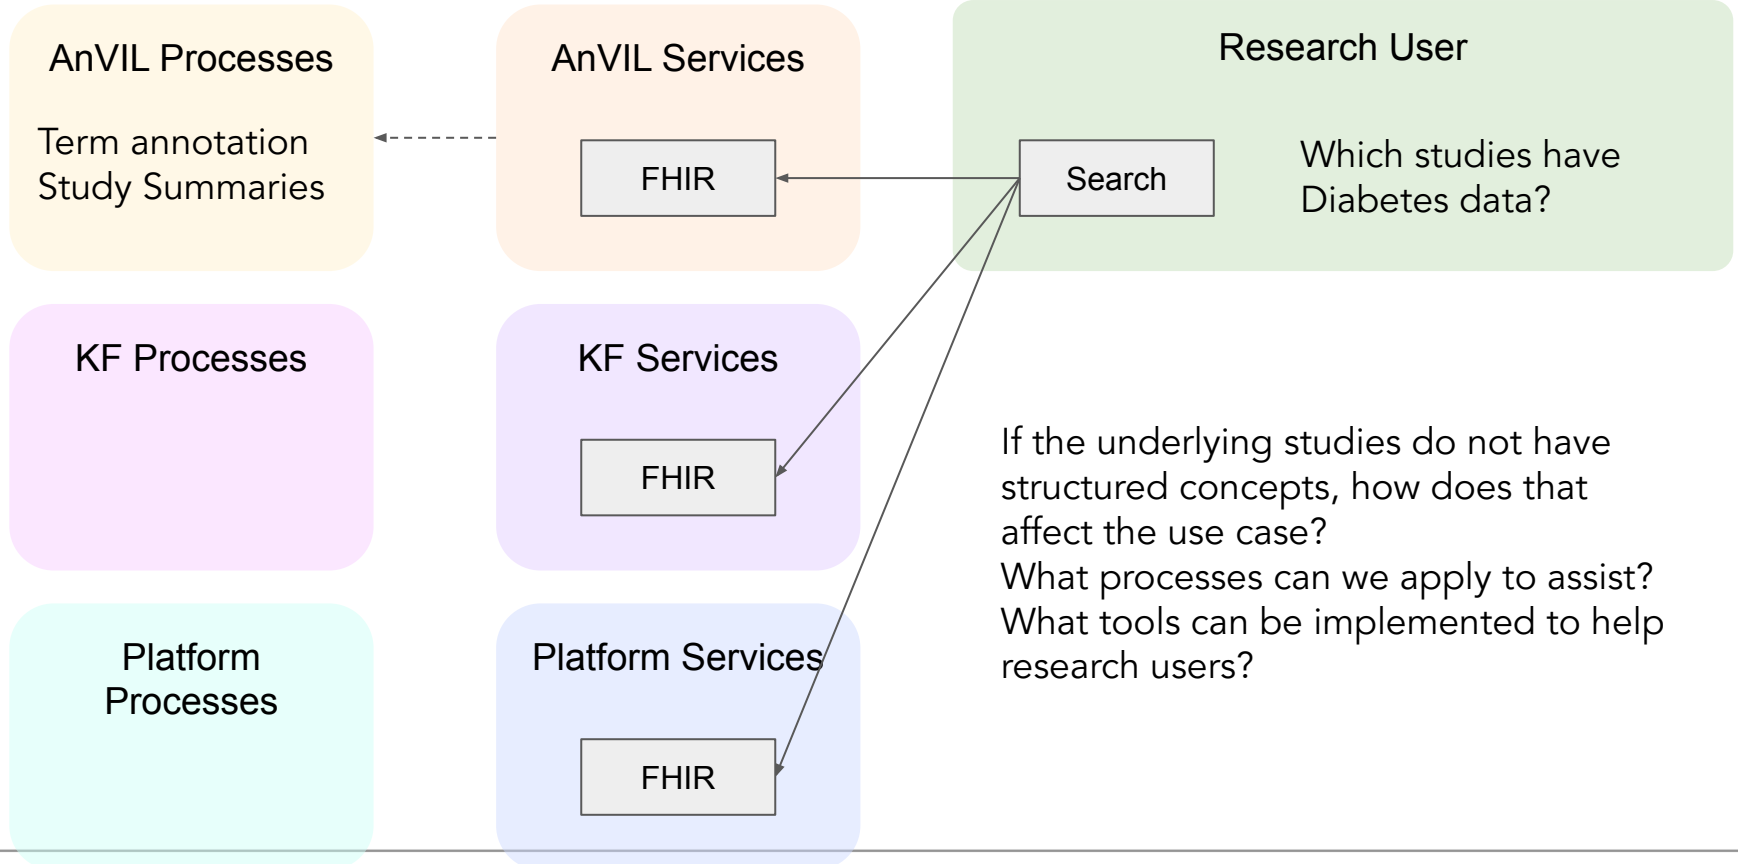 AnVIL Processes
Term annotation
Study Summaries
AnVIL Services
FHIR
Research User
Search
Which studies have
Diabetes data?
KF Processes
KF Services
FHIR
If the underlying studies do not have
structured concepts, how does that
affect the use case?
What processes can we apply to assist?
What tools can be implemented to help
research users?
Platform
Processes
Platform Services
FHIR